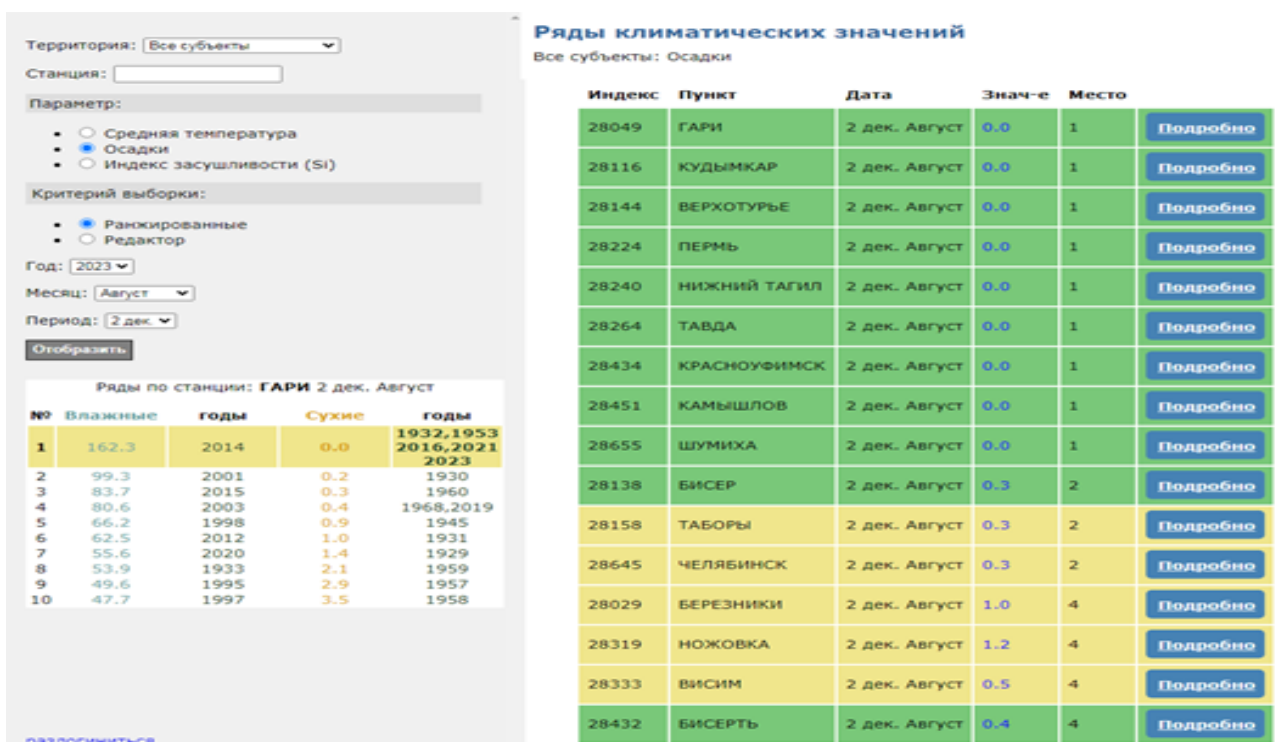 Территория: Все субъекты
Станция:
Параметр:
Средняя температура
Осадки
Индекс засушливости (Si)
Критерий выборки:
Ранжированные
Редактор
Год: 2023
Месяц: Август
Период: 2 дек.
Отобразить
Ряды по станции: ГАРИ 2 дек. Август
№ Влажные годы Сухие годы
1 162.3 2014 0.0 1932,1953
2016,2021
2023
2 99.3 2001 0.2 1930
3 83.7 2015 0.3 1960
4 80.6 2003 0.4 1968,2019
5 66.2 1998 0.9 1945
6 62.5 2012 1.0 1931
7 55.6 2020 1.4 1929
8 53.9 1933 2.1 1959
9 49.6 1995 2.9 1957
10 47.7 1997 3.5 1958
разлогиниться
Ряды климатических значений
Все субъекты: Осадки
Индекс Пункт Дата Знач-е Место
28049 ГАРИ 2 дек. Август 0.0 1 Подробно
28116 КУДЫМКАР 2 дек. Август 0.0 1 Подробно
28144 ВЕРХОТУРЬЕ 2 дек. Август 0.0 1 Подробно
28224 ПЕРМЬ 2 дек. Август 0.0 1 Подробно
28240 НИЖНИЙ ТАГИЛ 2 дек. Август 0.0 1 Подробно
28264 ТАВДА 2 дек. Август 0.0 1 Подробно
28434 КРАСНОУФИМСК 2 дек. Август 0.0 1 Подробно
28451 КАМЫШЛОВ 2 дек. Август 0.0 1 Подробно
28655 ШУМИХА 2 дек. Август 0.0 1 Подробно
28138 БИСЕР 2 дек. Август 0.3 2 Подробно
28158 ТАБОРЫ 2 дек. Август 0.3 2 Подробно
28645 ЧЕЛЯБИНСК 2 дек. Август 0.3 2 Подробно
28029 БЕРЕЗНИКИ 2 дек. Август 1.0 4 Подробно
28319 НОЖОВКА 2 дек. Август 1.2 4 Подробно
28333 ВИСИМ 2 дек. Август 0.5 4 Подробно
28432 БИСЕРТЬ 2 дек. Август 0.4 4 Подробно